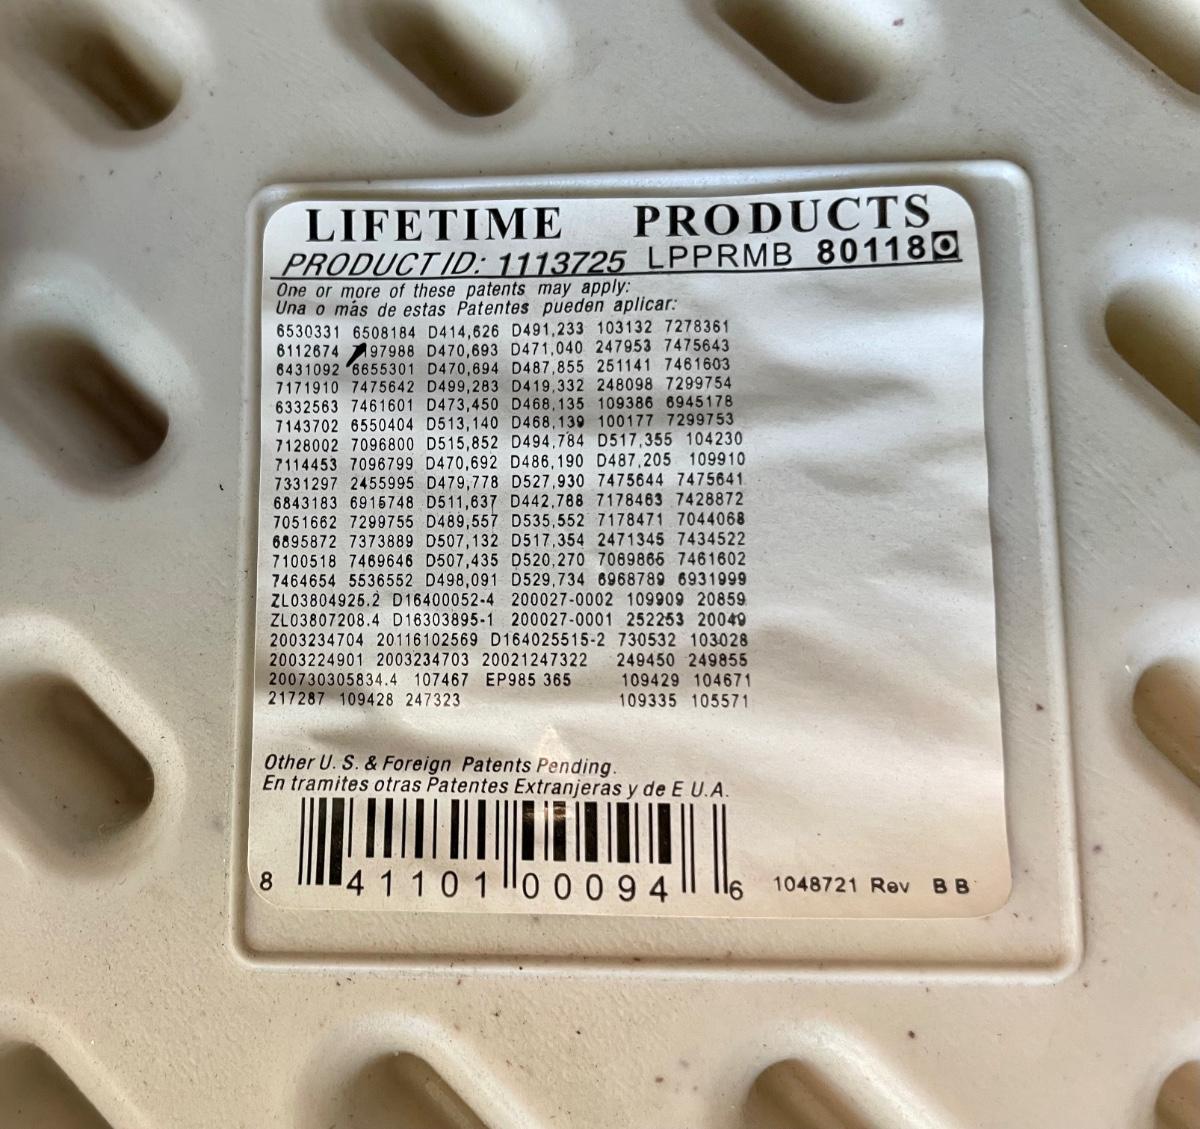 LIFETIME PRODUCTS
PRODUCT ID: 1113725 LPPRMB 80118
One or more of these patents may apply:
Una o más de estas Patentes pueden aplicar:
6530331 6508184 D414,626 D491,233 103132 7278361
6112674 97988 D470,693 D471,040 247953 7475643
6431092 6655301 D470,694 D487,855 251141 7461603
7171910 7475642 D499,283 D419,332 248098 7299754
6332563 7461601 D473,450 D468,135 109386 6945178
7143702 6550404 D513,140 D468,139 100177 7299753
7128002 7096800 D515,852 D494,784 D517,355 104230
7114453 7096799 D470,692 D486,190 D487,205 109910
7331297 2455995 D479,778 D527,930 7475644 7475641
6843183 6915748 D511,637 D442,788 7178463 7428872
7051662 7299755 D489,557 D535,552 7178471 7044068
6895872 7373889 D507,132 D517,354 2471345 7434522
7100518 7469646 D507,435 D520,270 7069865 7461602
7464654 5536552 D498,091 D529,734 6968789 6931999
ZL03804925.2 D16400052-4 200027-0002 109909 20859
ZL03807208.4 D16303895-1 200027-0001 252253 20049
2003234704 20116102569 D164025515-2 730532 103028
2003224901 2003234703 20021247322 249450 249855
200730305834.4 107467 EP985 365 109429 104671
217287 109428 247323 109335 105571
Other U. S. & Foreign Patents Pending.
En tramites otras Patentes Extranjeras y de E U.A.
8 41101 00094 6 1048721 Rev B B